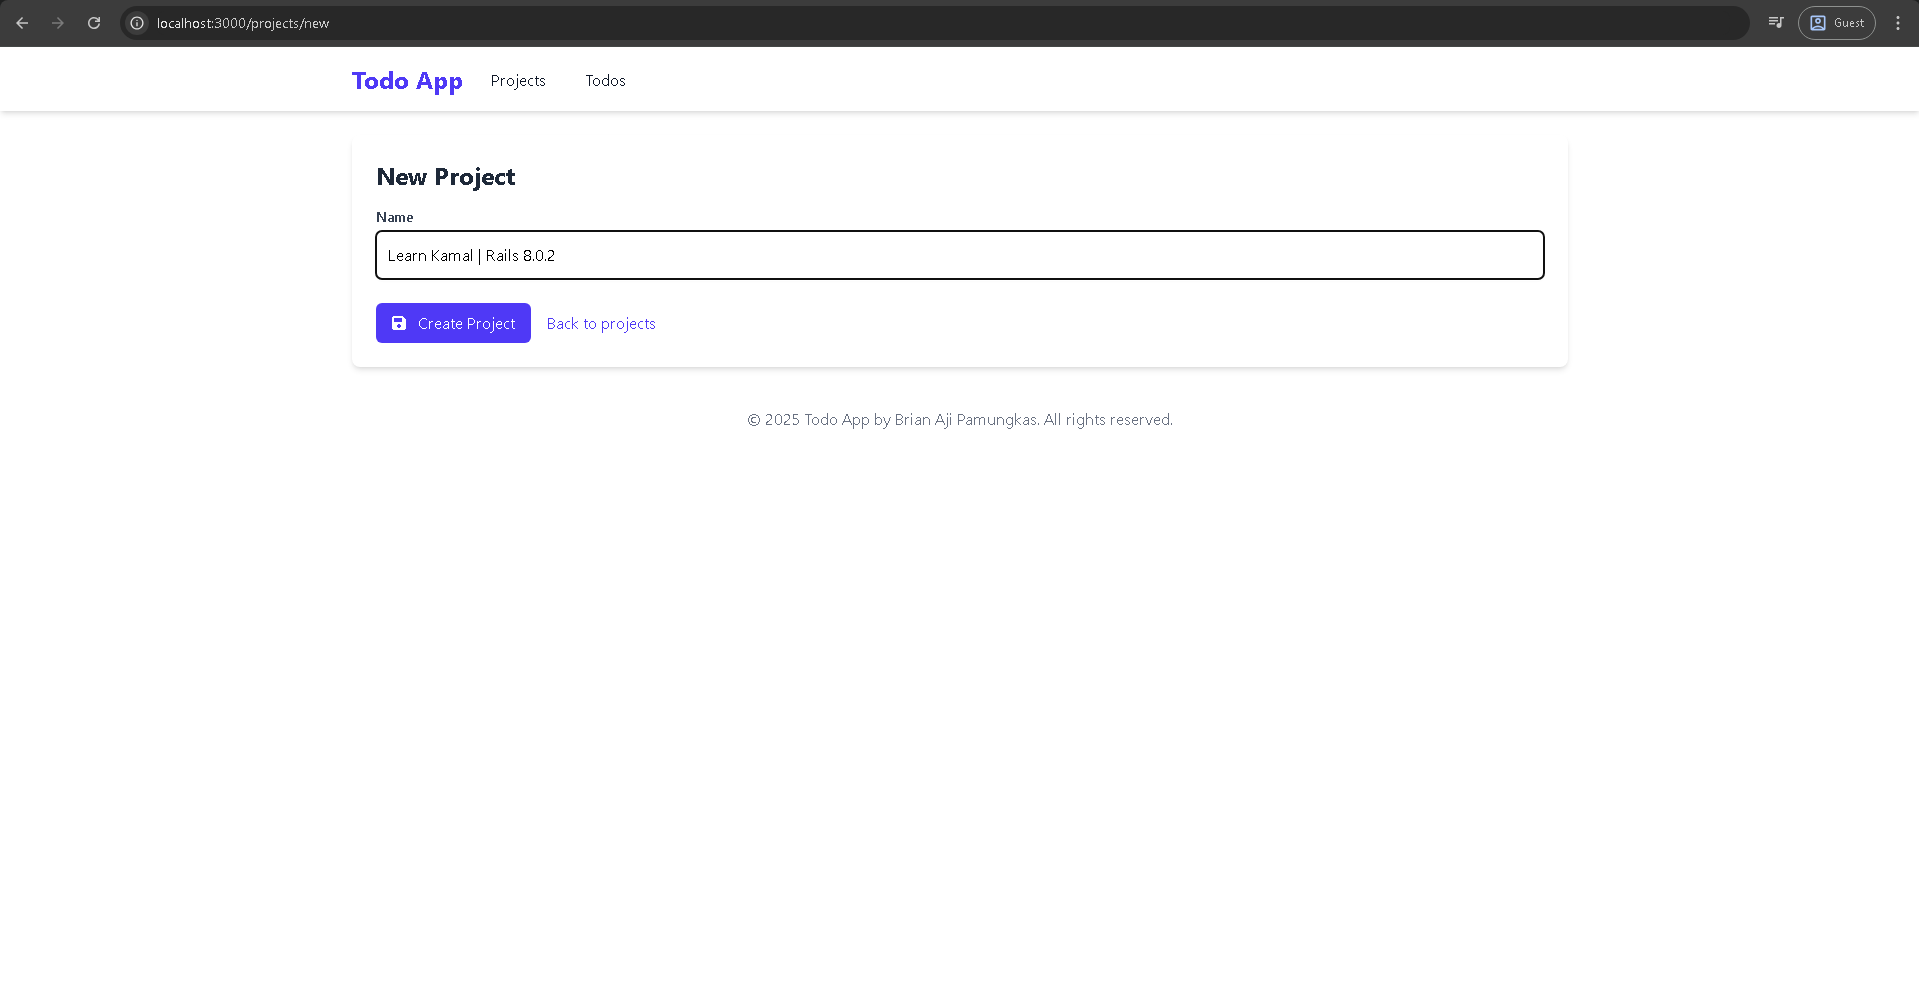 localhost:3000/projects/new
Guest
Todo App Projects Todos
New Project
Name
Learn Kamal | Rails 8.0.2
Create Project Back to projects
© 2025 Todo App by Brian Aji Pamungkas. All rights reserved.